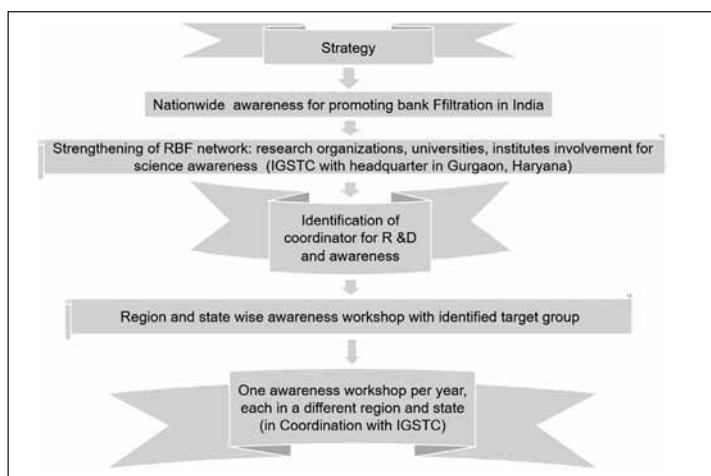 Strategy
Nationwide awareness for promoting bank Ffiltration in India
Strengthening of RBF network: research organizations, universities, institutes involvement for
science awareness (IGSTC with headquarter in Gurgaon, Haryana)
Identification of
coordinator for R &D
and awareness
Region and state wise awareness workshop with identified target group
One awareness workshop per year,
each in a different region and state
(in Coordination with IGSTC)